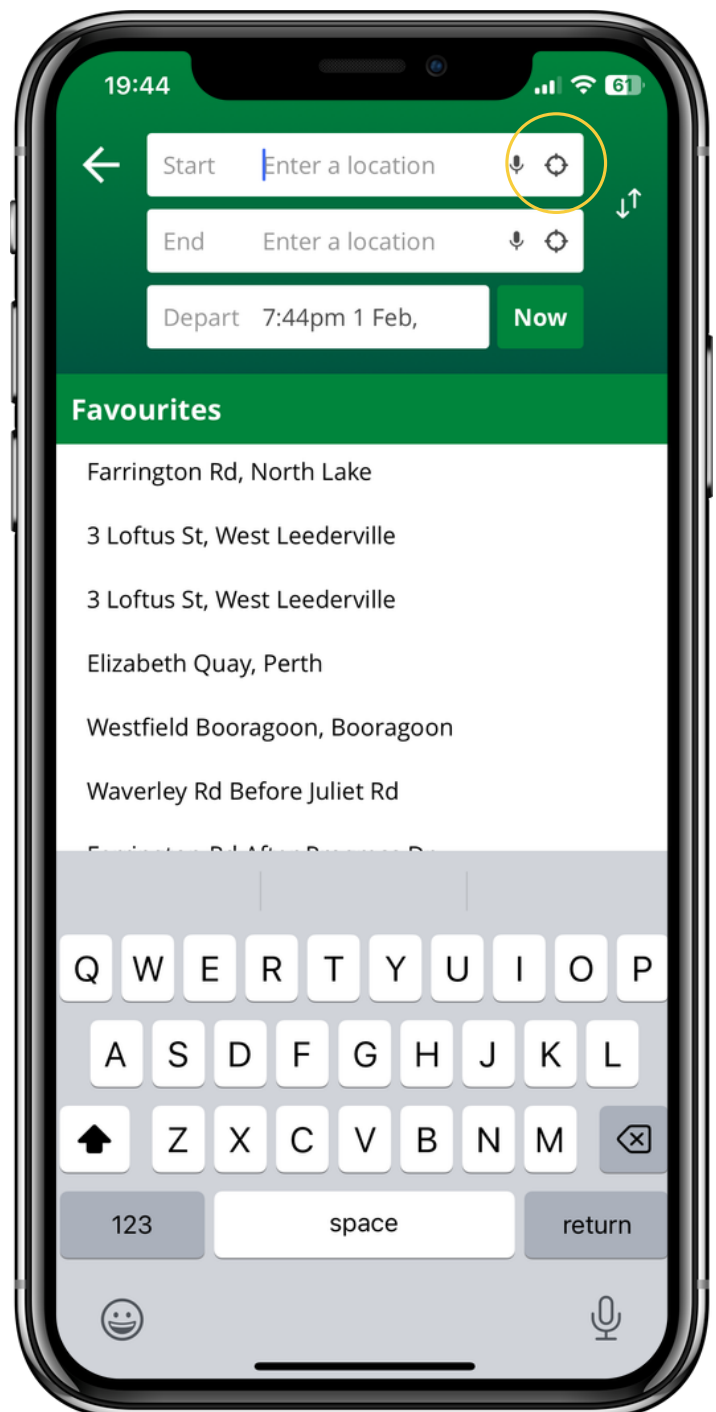 19:44
61
Start Enter a location
End Enter a location
Depart 7:44pm 1 Feb,
Now
Favourites
Farrington Rd, North Lake
3 Loftus St, West Leederville
3 Loftus St, West Leederville
Elizabeth Quay, Perth
Westfield Booragoon, Booragoon
Waverley Rd Before Juliet Rd
Q W E R T Y U I O P
A S D F G H J K L
Z X C V B N M
123 space return